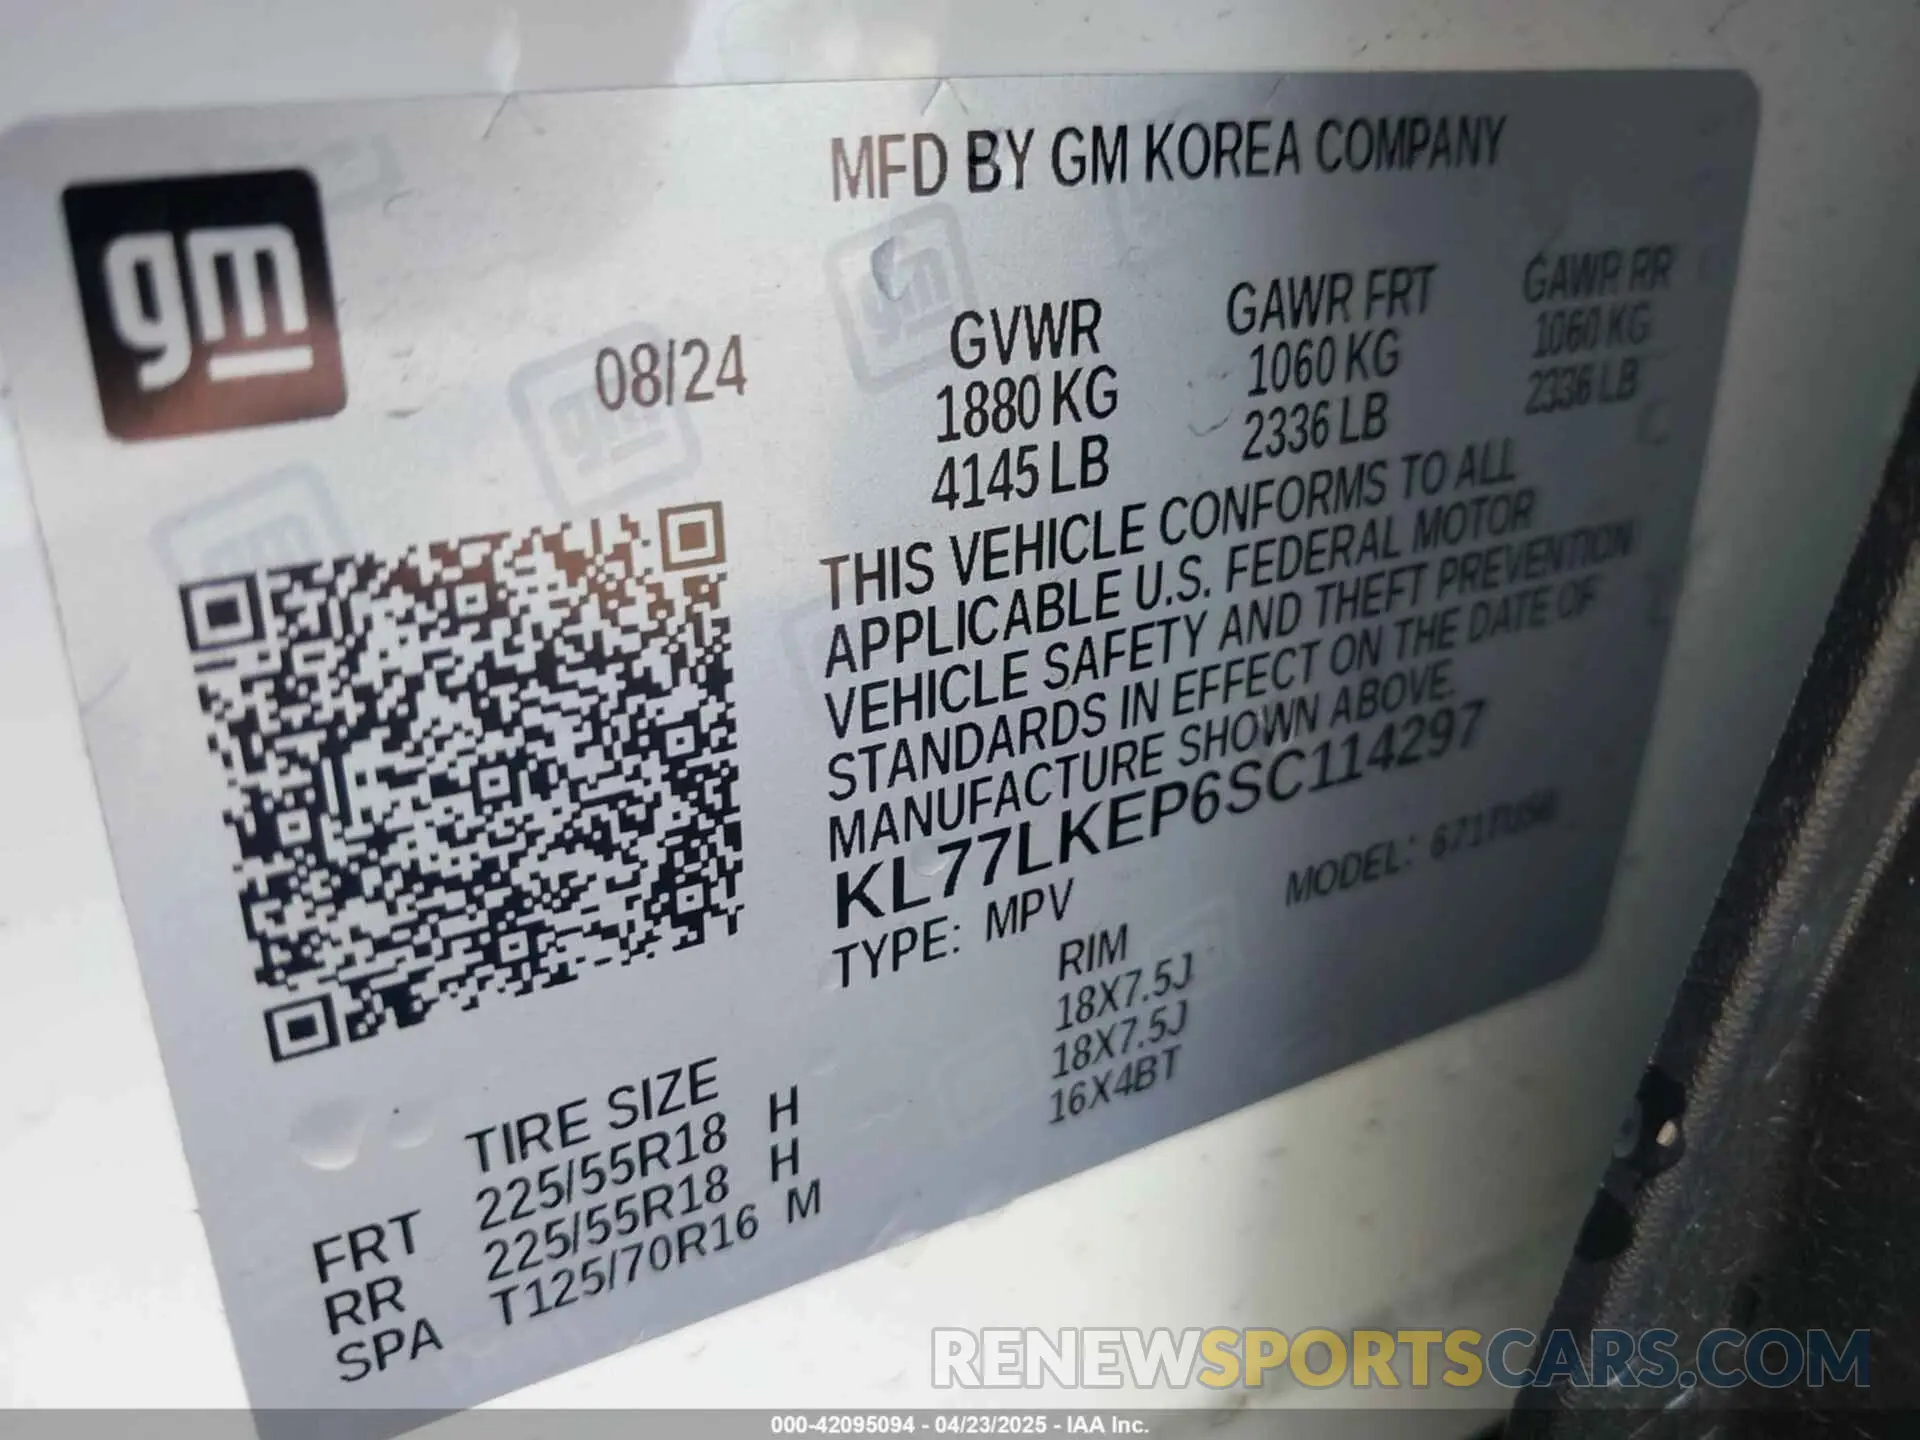 MFD BY GM KOREA COMPANY
gm
08/24
GVWR GAWR FRT GAWR RR
1880 KG 1060 KG 1060 KG
4145 LB 2336 LB 2336 LB
THIS VEHICLE CONFORMS TO ALL
APPLICABLE U.S. FEDERAL MOTOR
VEHICLE SAFETY AND THEFT PREVENTION
STANDARDS IN EFFECT ON THE DATE OF
MANUFACTURE SHOWN ABOVE.
KL77LKEP6SC114297
TYPE: MPV MODEL:
TIRE SIZE RIM
FRT 225/55R18 H 18X7.5J
RR 225/55R18 H 18X7.5J
SPA T125/70R16 M 16X4BT
RENEWSPORTSCARS.COM
000-42095094 - 04/23/2025 - IAA Inc.